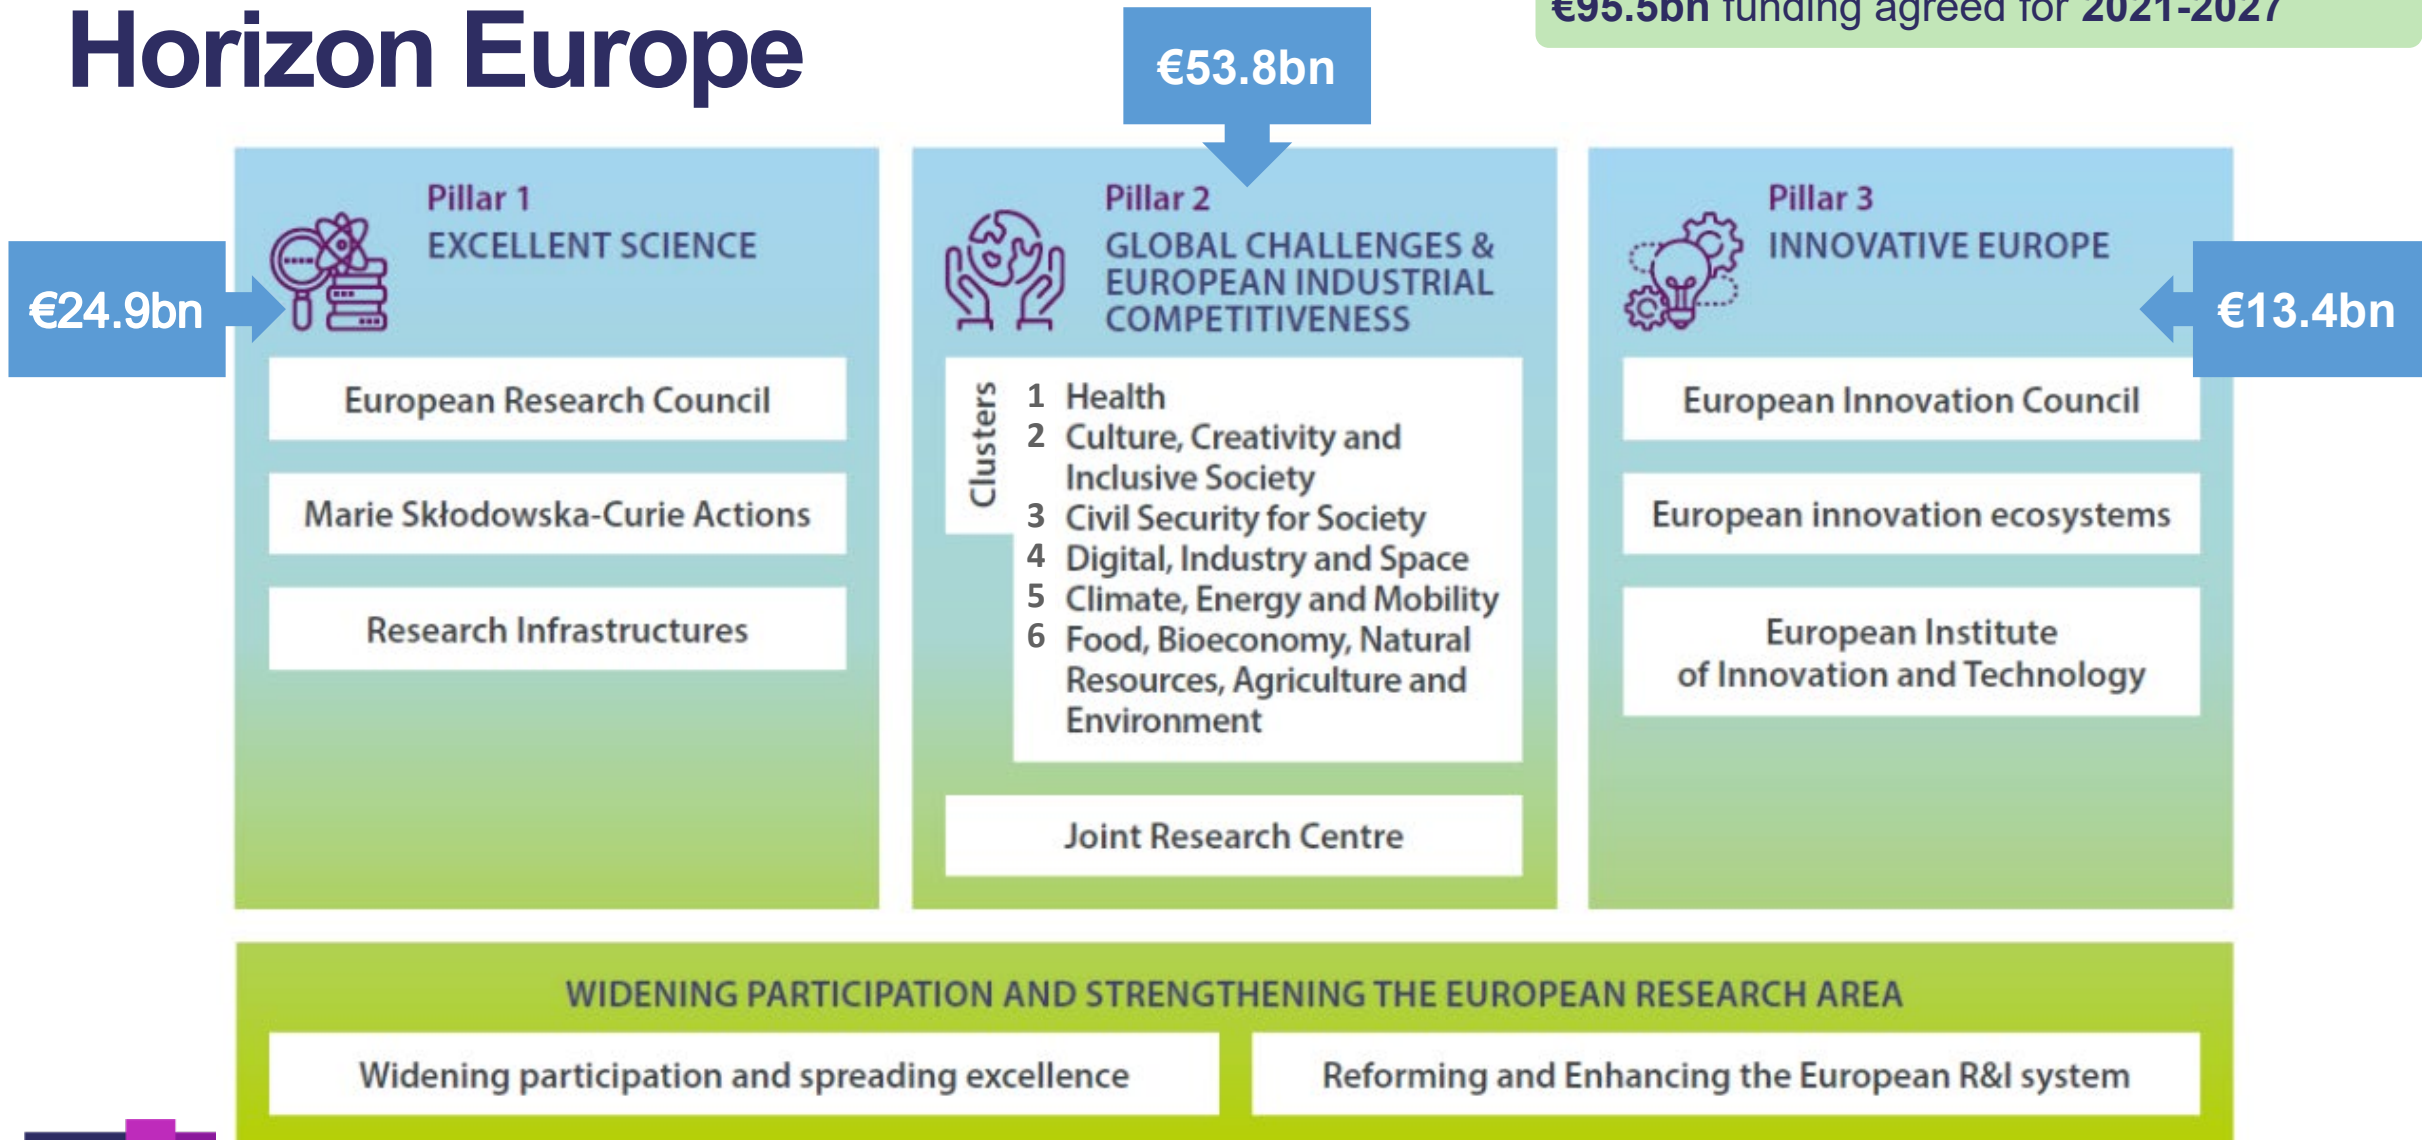 Horizon Europe
€95.5bn funding agreed for 2021-2027
€53.8bn
€24.9bn
Pillar 1
EXCELLENT SCIENCE
European Research Council
Marie Skłodowska-Curie Actions
Research Infrastructures
Pillar 2
GLOBAL CHALLENGES &
EUROPEAN INDUSTRIAL
COMPETITIVENESS
Clusters
1 Health
2 Culture, Creativity and
Inclusive Society
3 Civil Security for Society
4 Digital, Industry and Space
5 Climate, Energy and Mobility
6 Food, Bioeconomy, Natural
Resources, Agriculture and
Environment
Joint Research Centre
Pillar 3
INNOVATIVE EUROPE
€13.4bn
European Innovation Council
European innovation ecosystems
European Institute
of Innovation and Technology
WIDENING PARTICIPATION AND STRENGTHENING THE EUROPEAN RESEARCH AREA
Widening participation and spreading excellence
Reforming and Enhancing the European R&I system